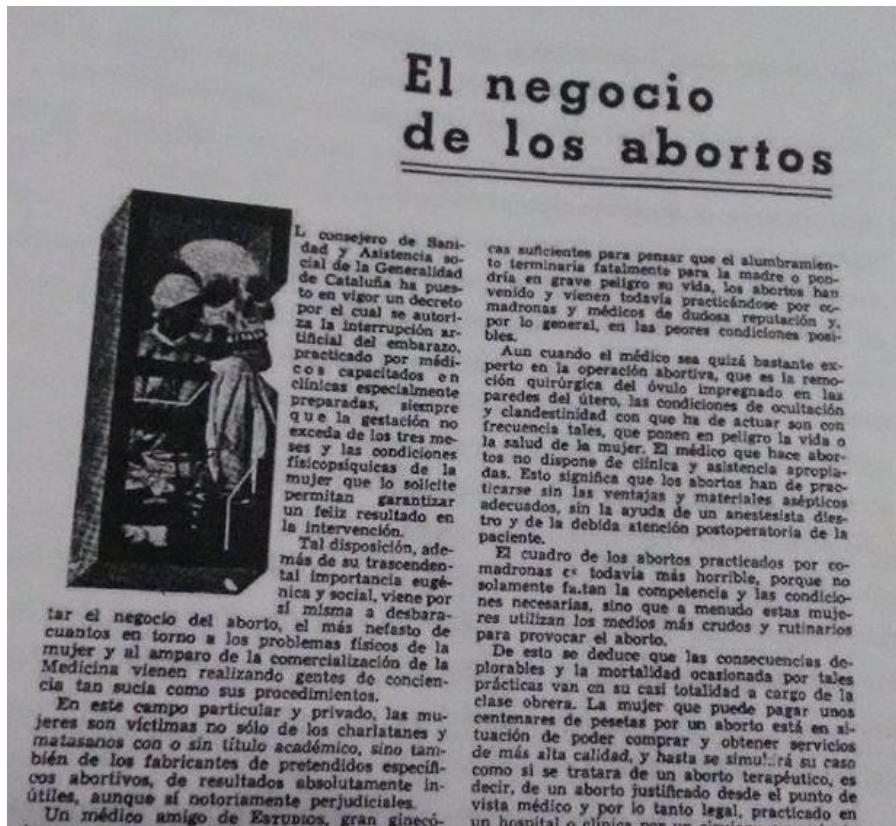 El negocio
de los abortos
L consejero de Sani-
dad y Asistencia so-
cial de la Generalidad
de Cataluña ha pues-
to en vigor un decreto
por el cual se autori-
za la interrupción ar-
tificial del embarazo,
practicado por médi-
cos capacitados en
clínicas especialmente
preparadas, siempre
que la gestación no
exceda de los tres me-
ses y las condiciones
físicopsíquicas de la
mujer que lo solicite
permitan garantizar
un feliz resultado en
la intervención.
Tal disposición, ade-
más de su trascenden-
tal importancia eugé-
nica y social, viene por
sí misma a desbara-
tar el negocio del aborto, el más nefasto de
cuantos en torno a los problemas físicos de la
mujer y al amparo de la comercialización de la
Medicina vienen realizando gentes de concien-
cia tan sucia como sus procedimientos.
En este campo particular y privado, las mu-
jeres son víctimas no sólo de los charlatanes y
matasanos con o sin título académico, sino tam-
bién de los fabricantes de pretendidos específi-
cos abortivos, de resultados absolutamente in-
útiles, aunque sí notoriamente perjudiciales.
Un médico amigo de ESTUDIOS, gran ginecó-
cas suficientes para pensar que el alumbramien-
to terminaría fatalmente para la madre o pon-
dría en grave peligro su vida, los abortos han
venido y vienen todavía practicándose por co-
madronas y médicos de dudosa reputación y,
por lo general, en las peores condiciones posi-
bles.
Aun cuando el médico sea quizá bastante ex-
perto en la operación abortiva, que es la remo-
ción quirúrgica del óvulo impregnado en las
paredes del útero, las condiciones de ocultación
y clandestinidad con que ha de actuar son con
frecuencia tales, que ponen en peligro la vida o
la salud de la mujer. El médico que hace abor-
tos no dispone de clínica y asistencia apropia-
das. Esto significa que los abortos han de prac-
ticarse sin las ventajas y materiales asépticos
adecuados, sin la ayuda de un anestesista dies-
tro y de la debida atención postoperatoria de la
paciente.
El cuadro de los abortos practicados por co-
madronas es todavía más horrible, porque no
solamente faltan la competencia y las condicio-
nes necesarias, sino que a menudo estas muje-
res utilizan los medios más crudos y rutinarios
para provocar el aborto.
De esto se deduce que las consecuencias de-
plorables y la mortalidad ocasionada por tales
prácticas van en su casi totalidad a cargo de la
clase obrera. La mujer que puede pagar unos
centenares de pesetas por un aborto está en si-
tuación de poder comprar y obtener servicios
de más alta calidad, y hasta se simulará su caso
como si se tratara de un aborto terapéutico, es
decir, de un aborto justificado desde el punto de
vista médico y por lo tanto legal, practicado en
un hospital o clínica por un